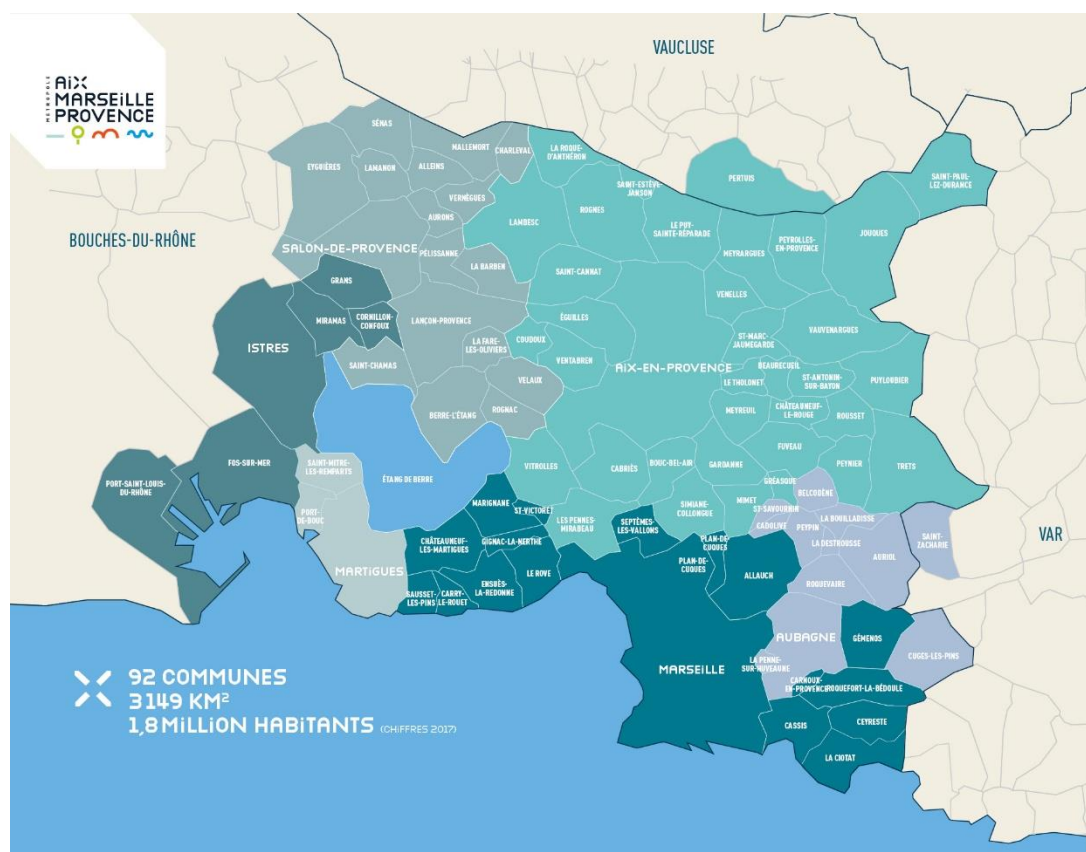 MÉTROPOLE
AIX
MARSEILLE
PROVENCE
VAUCLUSE
BOUCHES-DU-RHÔNE
VAR
SÉNAS
EYGUIÈRES
LAMANON
ALLEINS
MALLEMORT
CHARLEVAL
VERNÈGUES
AURONS
SALON-DE-PROVENCE
PÉLISSANNE
LA BARBEN
LANÇON-PROVENCE
LA FARE-
LES-OLIVIERS
SAINT-CHAMAS
VELAUX
BERRE-L'ÉTANG
ROGNAC
GRANS
MIRAMAS
CORNILLON-
CONFOUX
ISTRES
FOS-SUR-MER
PORT-SAINT-LOUIS-
DU-RHÔNE
SAINT-MITRE-
LES-REMPARTS
PORT-
DE-BOUC
MARTIGUES
ÉTANG DE BERRE
LA ROQUE-
D'ANTHÉRON
SAINT-ESTÈVE-
JANSON
PERTUIS
SAINT-PAUL-
LEZ-DURANCE
LAMBESC
ROGNES
LE PUY-
SAINTE-RÉPARADE
MEYRARGUES
PEYROLLES-
EN-PROVENCE
JOUQUES
SAINT-CANNAT
VENELLES
ÉGUILLES
COUDOUX
VENTABREN
ST-MARC-
JAUMEGARDE
VAUVENARGUES
AIX-EN-PROVENCE
BEAURECUEIL
LE THOLONET
ST-ANTONIN-
SUR-BAYON
PUYLOUBIER
MEYREUIL
CHÂTEAUNEUF-
LE-ROUGE
ROUSSET
FUVEAU
VITROLLES
CABRIÈS
BOUC-BEL-AIR
GARDANNE
PEYNIER
TRETS
GRÉASQUE
MIMET
SIMIANE-
COLLONGUE
LES PENNES-
MIRABEAU
BELCODÈNE
ST-SAVOURNIN
CADOLIVE
PEYPIN
LA BOUILLADISSE
LA DESTROUSSE
AURIOL
SAINT-
ZACHARIE
ROQUEVAIRE
AUBAGNE
LA PENNE-
SUR-HUVEAUNE
CUGES-LES-PINS
MARIGNANE
ST-VICTORET
CHÂTEAUNEUF-
LES-MARTIGUES
GIGNAC-LA-NERTHE
SAUSSET-
LES-PINS
CARRY-
LE-ROUET
ENSUÈS-
LA-REDONNE
LE ROVE
SEPTÈMES-
LES-VALLONS
PLAN-DE-
CUQUES
PLAN-DE-
CUQUES
ALLAUCH
MARSEILLE
GÉMENOS
CARNOUX-
EN-PROVENCE
ROQUEFORT-LA-BÉDOULE
CASSIS
CEYRESTE
LA CIOTAT
92 COMMUNES
3149 KM²
1,8 MILLION HABITANTS (CHIFFRES 2017)